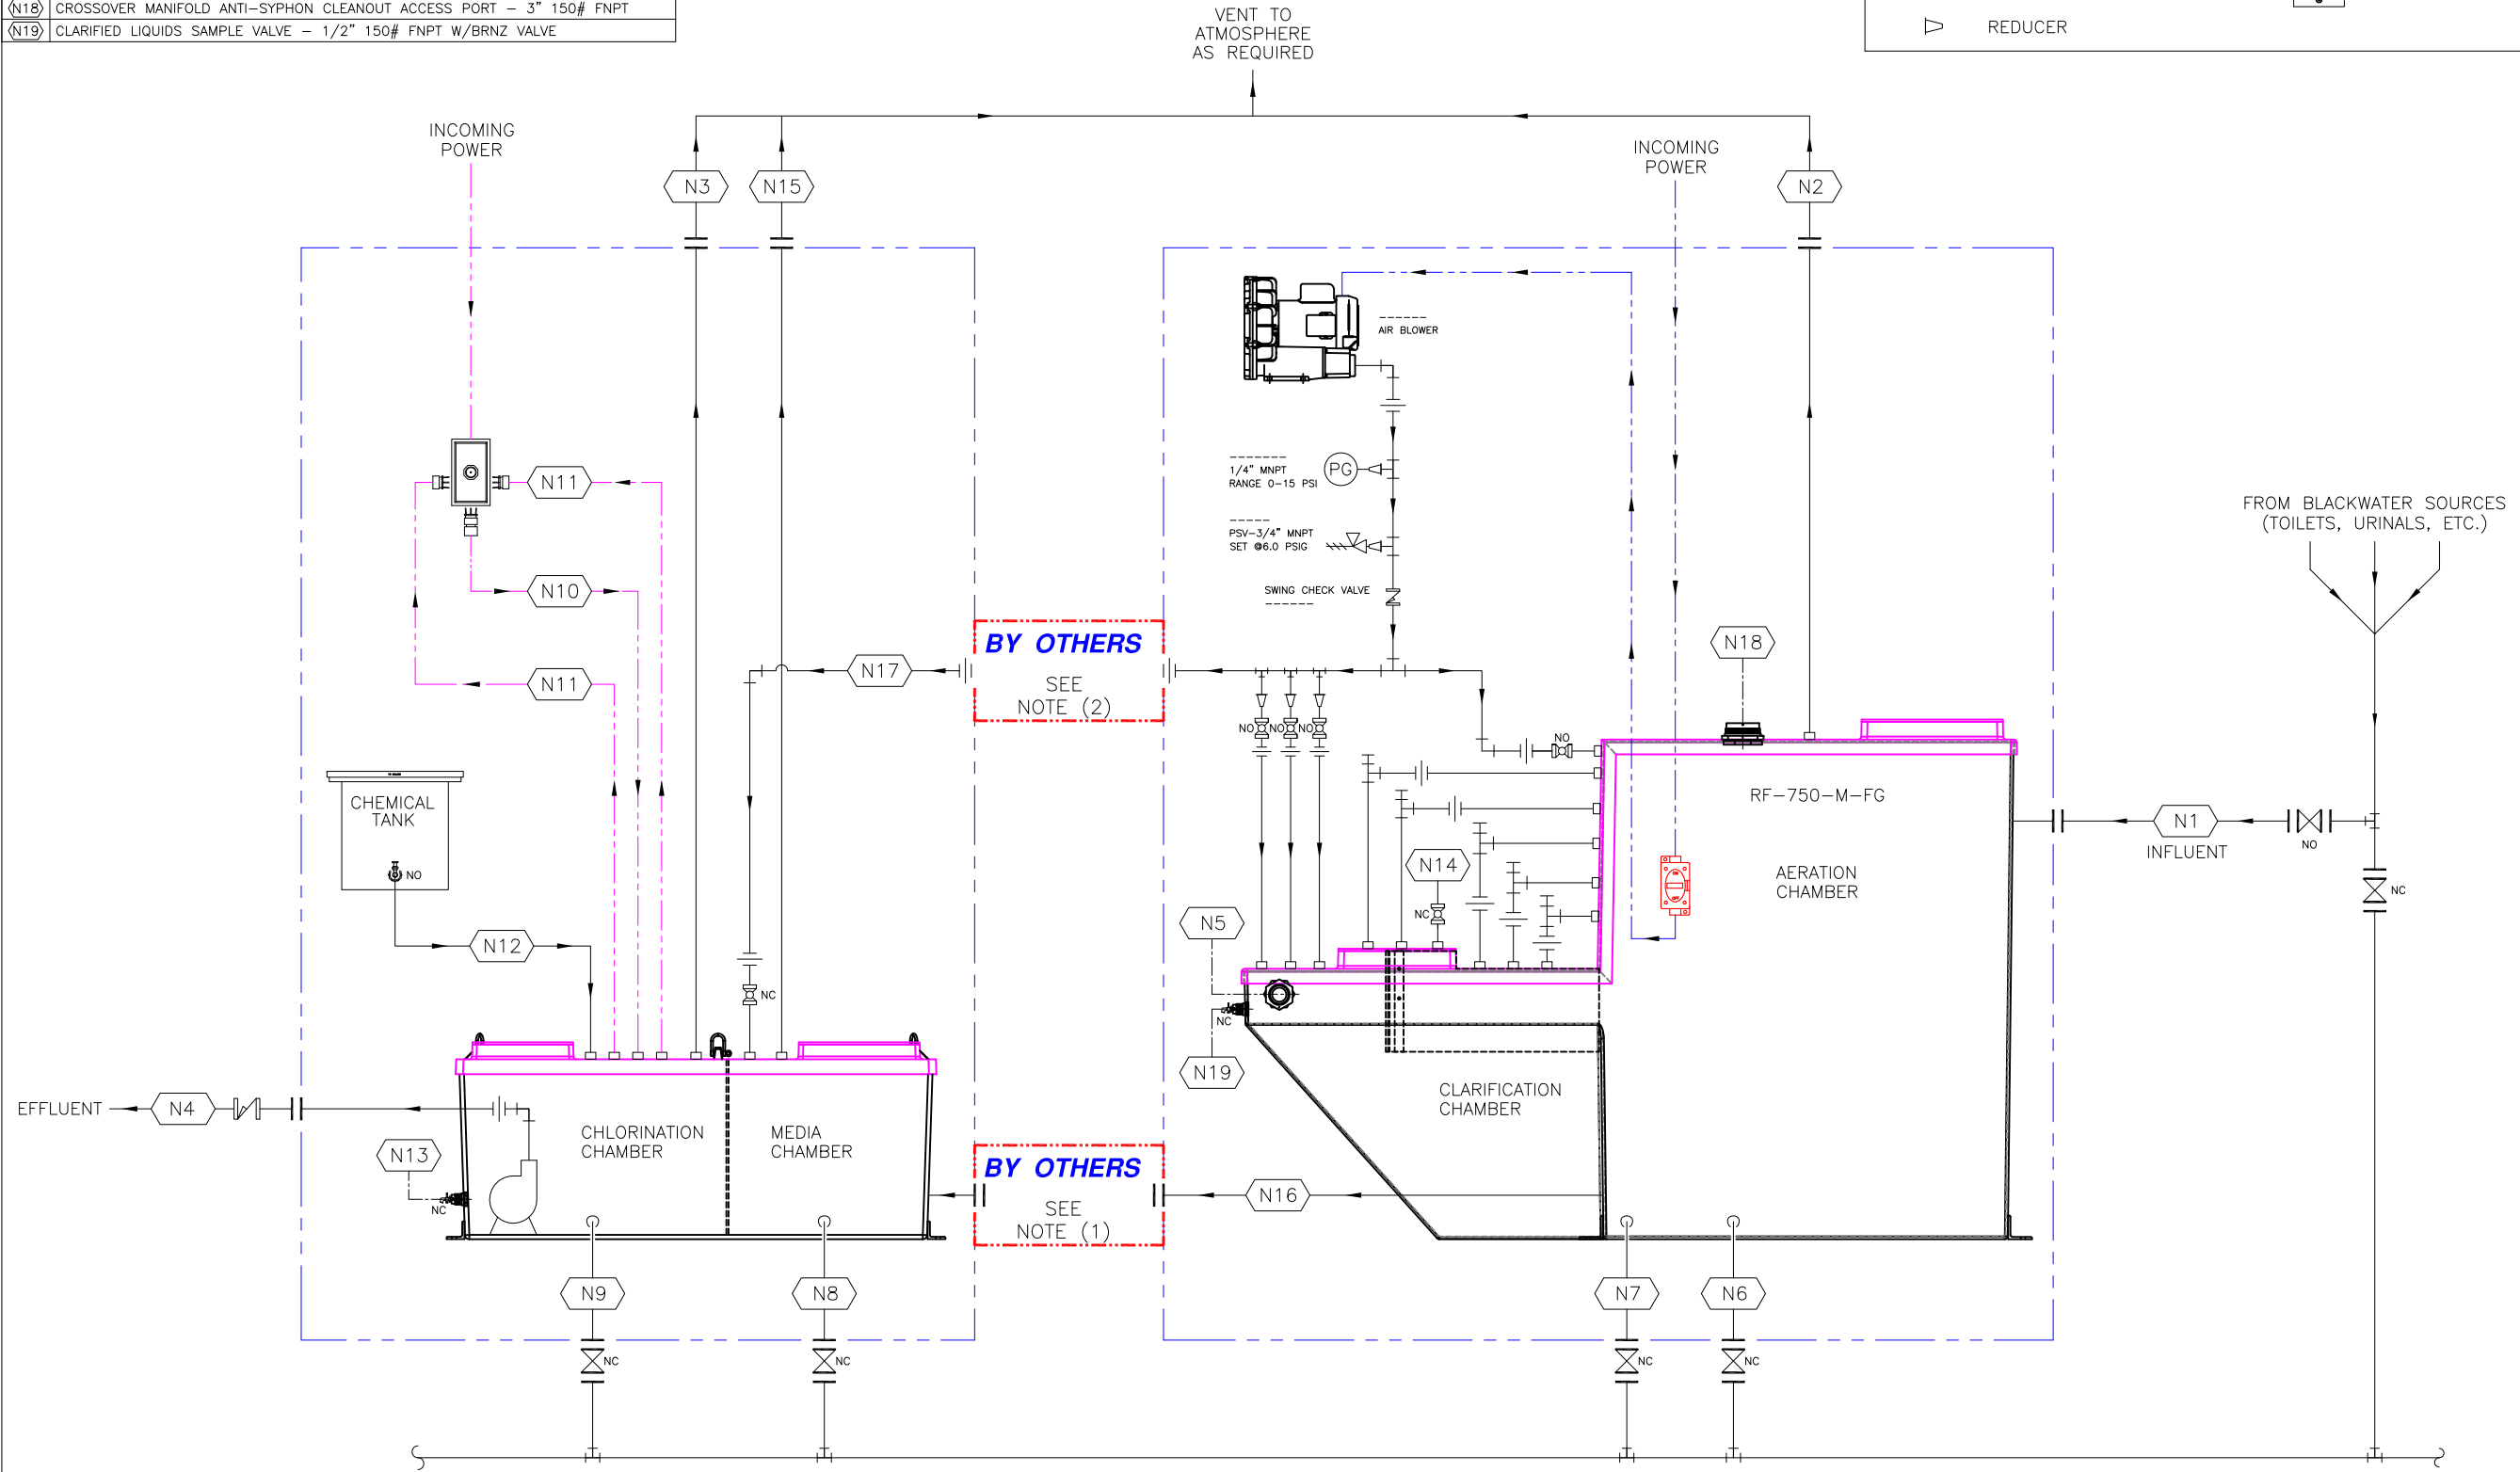 N18 CROSSOVER MANIFOLD ANTI-SYPHON CLEANOUT ACCESS PORT - 3" 150# FNPT
N19 CLARIFIED LIQUIDS SAMPLE VALVE - 1/2" 150# FNPT W/BRNZ VALVE
REDUCER
VENT TO
ATMOSPHERE
AS REQUIRED
INCOMING
POWER
INCOMING
POWER
N3
N15
N2
AIR BLOWER
N11
1/4" MNPT
RANGE 0-15 PSI
PG
PSV-3/4" MNPT
SET @6.0 PSIG
FROM BLACKWATER SOURCES
(TOILETS, URINALS, ETC.)
N10
SWING CHECK VALVE
BY OTHERS
SEE
NOTE (2)
N17
N11
N18
NO
NO
NO
NO
CHEMICAL
TANK
NO
RF-750-M-FG
AERATION
CHAMBER
N1
INFLUENT
NO
NC
ON
OFF
N14
NC
N5
N12
NC
NC
N19
CLARIFICATION
CHAMBER
EFFLUENT
N4
CHLORINATION
CHAMBER
MEDIA
CHAMBER
N13
NC
BY OTHERS
SEE
NOTE (1)
N16
N9
N8
N7
N6
NC
NC
NC
NC